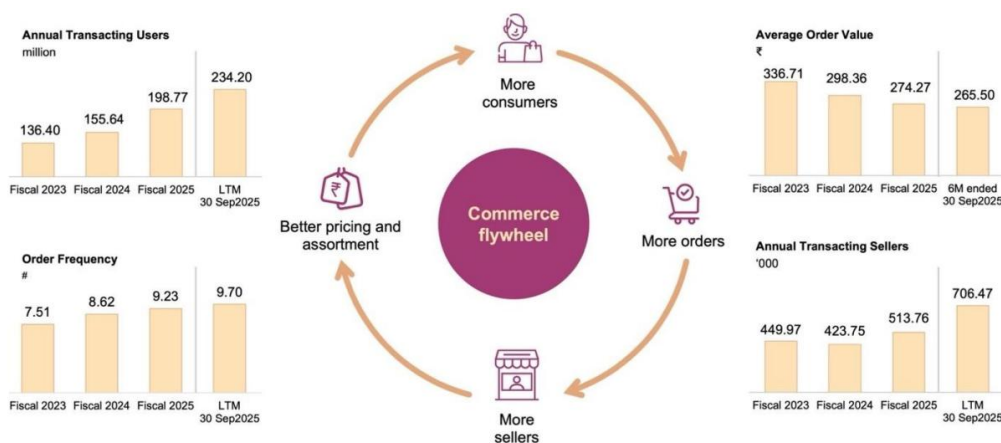 Annual Transacting Users
million
136.40
155.64
198.77
234.20
Fiscal 2023
Fiscal 2024
Fiscal 2025
LTM
30 Sep2025
Order Frequency
#
7.51
8.62
9.23
9.70
Fiscal 2023
Fiscal 2024
Fiscal 2025
LTM
30 Sep2025
More
consumers
More orders
More
sellers
₹
Better pricing and
assortment
Commerce
flywheel
Average Order Value
₹
336.71
298.36
274.27
265.50
Fiscal 2023
Fiscal 2024
Fiscal 2025
6M ended
30 Sep2025
Annual Transacting Sellers
'000
449.97
423.75
513.76
706.47
Fiscal 2023
Fiscal 2024
Fiscal 2025
LTM
30 Sep2025